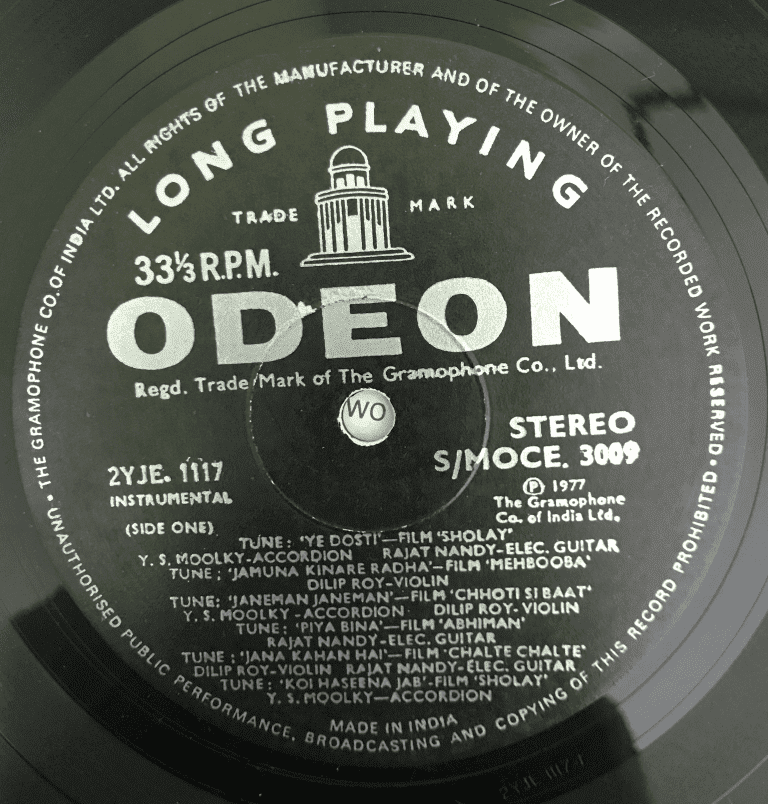 • THE GRAMOPHONE CO. OF INDIA LTD. ALL RIGHTS OF THE MANUFACTURER AND OF THE OWNER OF THE RECORDED WORK RESERVED •
LONG PLAYING
TRADE MARK
33⅓ R.P.M.
ODEON
Regd. Trade Mark of The Gramophone Co., Ltd.
WO
STEREO
S/MOCE. 3009
2YJE. 1117
INSTRUMENTAL
(SIDE ONE)
Ⓟ 1977
The Gramophone
Co. of India Ltd.
TUNE: 'YE DOSTI'—FILM 'SHOLAY'
Y. S. MOOLKY-ACCORDION RAJAT NANDY-ELEC. GUITAR
TUNE: 'JAMUNA KINARE RADHA'—FILM 'MEHBOOBA'
DILIP ROY-VIOLIN
TUNE: 'JANEMAN JANEMAN'—FILM 'CHHOTI SI BAAT'
Y. S. MOOLKY - ACCORDION DILIP ROY- VIOLIN
TUNE: 'PIYA BINA'—FILM 'ABHIMAN'
RAJAT NANDY-ELEC. GUITAR
TUNE: 'JANA KAHAN HAI'—FILM 'CHALTE CHALTE'
DILIP ROY-VIOLIN RAJAT NANDY-ELEC. GUITAR
TUNE: 'KOI HASEENA JAB'-FILM 'SHOLAY'
Y. S. MOOLKY—ACCORDION
MADE IN INDIA
UNAUTHORISED PUBLIC PERFORMANCE, BROADCASTING AND COPYING OF THIS RECORD PROHIBITED